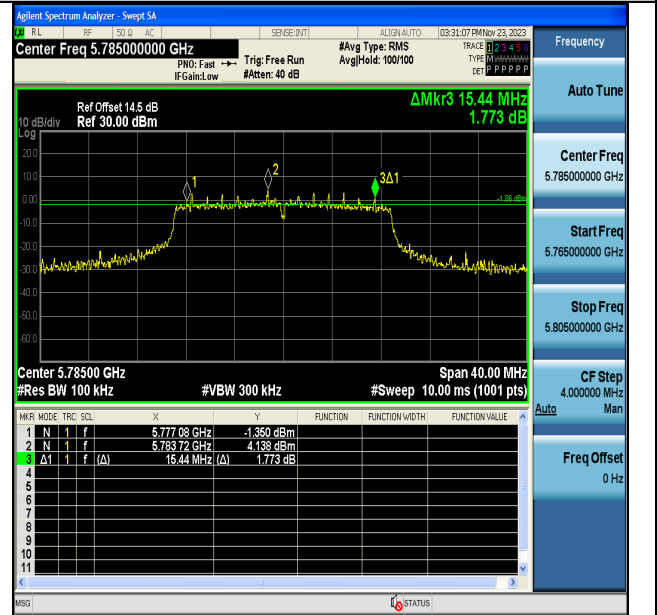 Agilent Spectrum Analyzer - Swept SA
RL RF 50 Ω AC SENSE:INT ALIGN AUTO 03:31:07 PM Nov 23, 2023
Center Freq 5.785000000 GHz
PNO: Fast
IFGain:Low
Trig: Free Run
#Atten: 40 dB
#Avg Type: RMS
Avg|Hold: 100/100
TRACE 1 2 3 4 5 6
TYPE M WWWWW
DET P P P P P P
Frequency
Auto Tune
Center Freq
5.785000000 GHz
Start Freq
5.765000000 GHz
Stop Freq
5.805000000 GHz
CF Step
4.000000 MHz
Auto Man
Freq Offset
0 Hz
Ref Offset 14.5 dB
10 dB/div Ref 30.00 dBm
Log
ΔMkr3 15.44 MHz
1.773 dB
20.0
10.0
0.00
-10.0
-20.0
-30.0
-40.0
-50.0
-60.0
1
2
3Δ1
-1.86 dBm
Center 5.78500 GHz Span 40.00 MHz
#Res BW 100 kHz #VBW 300 kHz #Sweep 10.00 ms (1001 pts)
MKR MODE TRC SCL X Y FUNCTION FUNCTION WIDTH FUNCTION VALUE
1 N 1 f 5.777 08 GHz -1.350 dBm
2 N 1 f 5.783 72 GHz 4.138 dBm
3 Δ1 1 f (Δ) 15.44 MHz (Δ) 1.773 dB
4
5
6
7
8
9
10
11
MSG STATUS